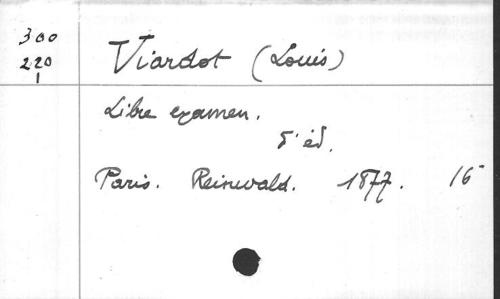 300
220
1
Viardot (Louis)
Libre examen.
5e éd.
Paris. Reinwald. 1877. 16°